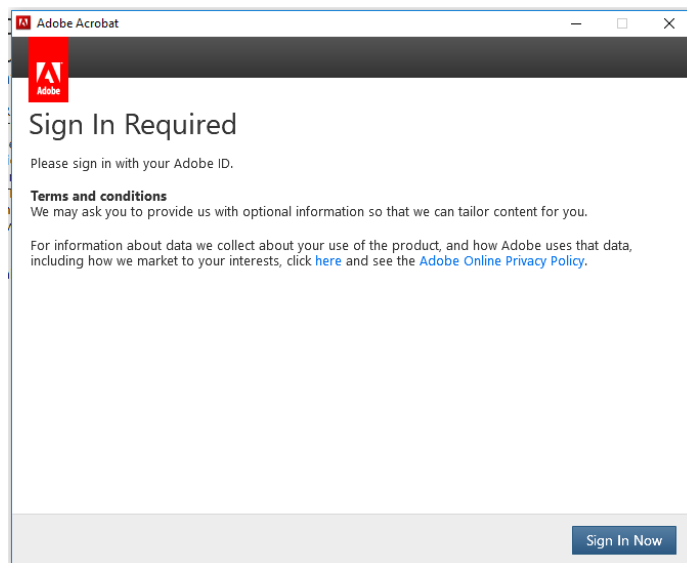 Adobe Acrobat
Adobe
Sign In Required
Please sign in with your Adobe ID.
Terms and conditions
We may ask you to provide us with optional information so that we can tailor content for you.
For information about data we collect about your use of the product, and how Adobe uses that data,
including how we market to your interests, click here and see the Adobe Online Privacy Policy.
Sign In Now